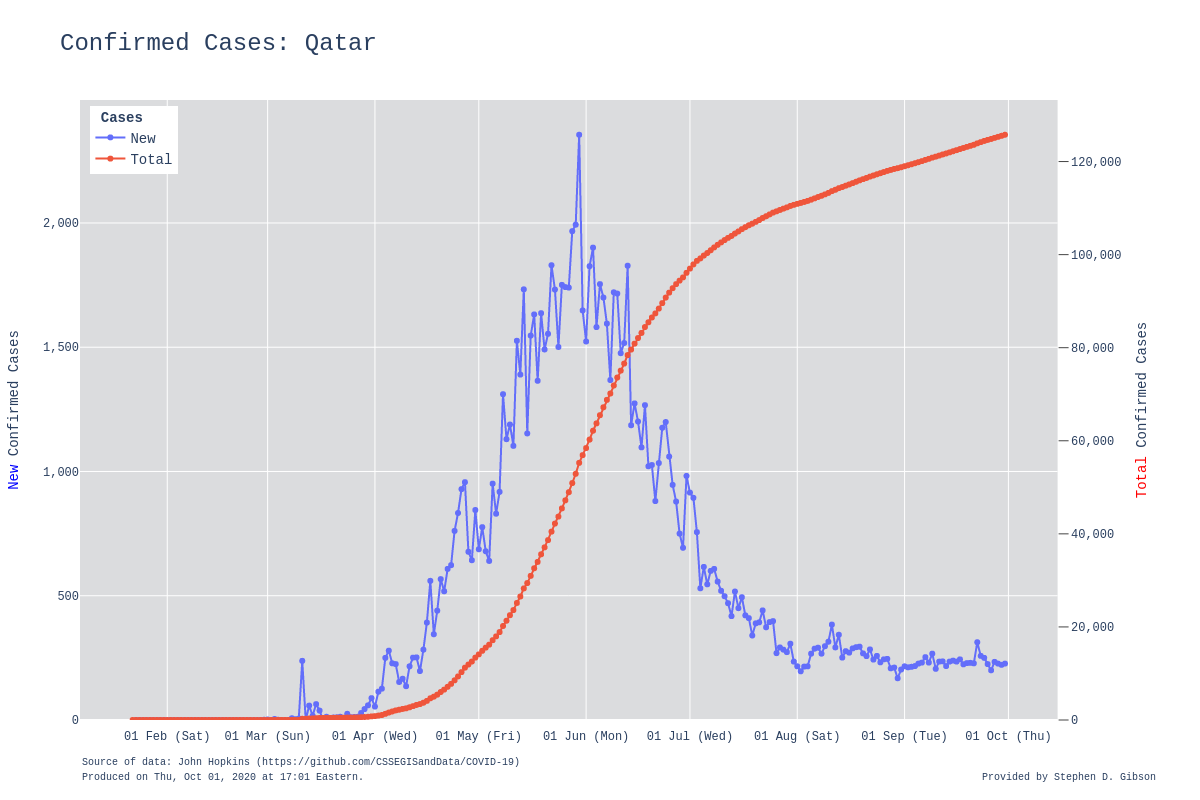 Confirmed Cases: Qatar
Cases
New
Total
2,000
1,500
1,000
500
0
120,000
100,000
80,000
60,000
40,000
20,000
0
New Confirmed Cases
Total Confirmed Cases
01 Feb (Sat) 01 Mar (Sun) 01 Apr (Wed) 01 May (Fri) 01 Jun (Mon) 01 Jul (Wed) 01 Aug (Sat) 01 Sep (Tue) 01 Oct (Thu)
Source of data: John Hopkins (https://github.com/CSSEGISandData/COVID-19)
Produced on Thu, Oct 01, 2020 at 17:01 Eastern.
Provided by Stephen D. Gibson